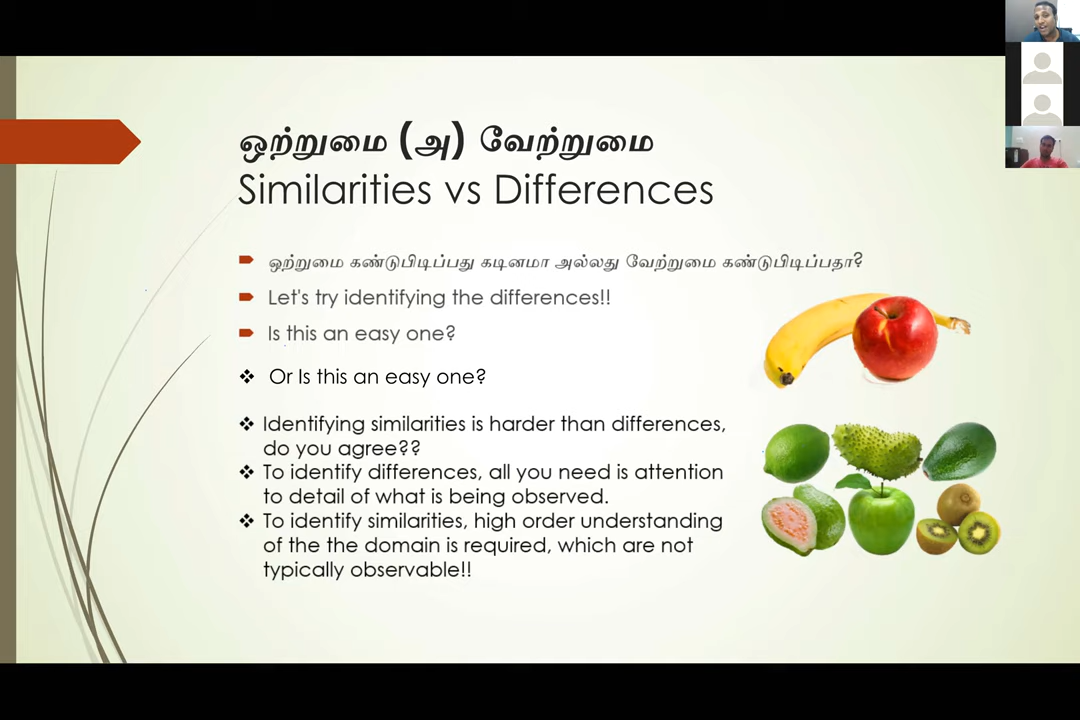 ஒற்றுமை (அ) வேற்றுமை
Similarities vs Differences
ஒற்றுமை கண்டுபிடிப்பது கடினமா அல்லது வேற்றுமை கண்டுபிடிப்பதா?
Let's try identifying the differences!!
Is this an easy one?
Or Is this an easy one?
Identifying similarities is harder than differences,
do you agree??
To identify differences, all you need is attention
to detail of what is being observed.
To identify similarities, high order understanding
of the the domain is required, which are not
typically observable!!